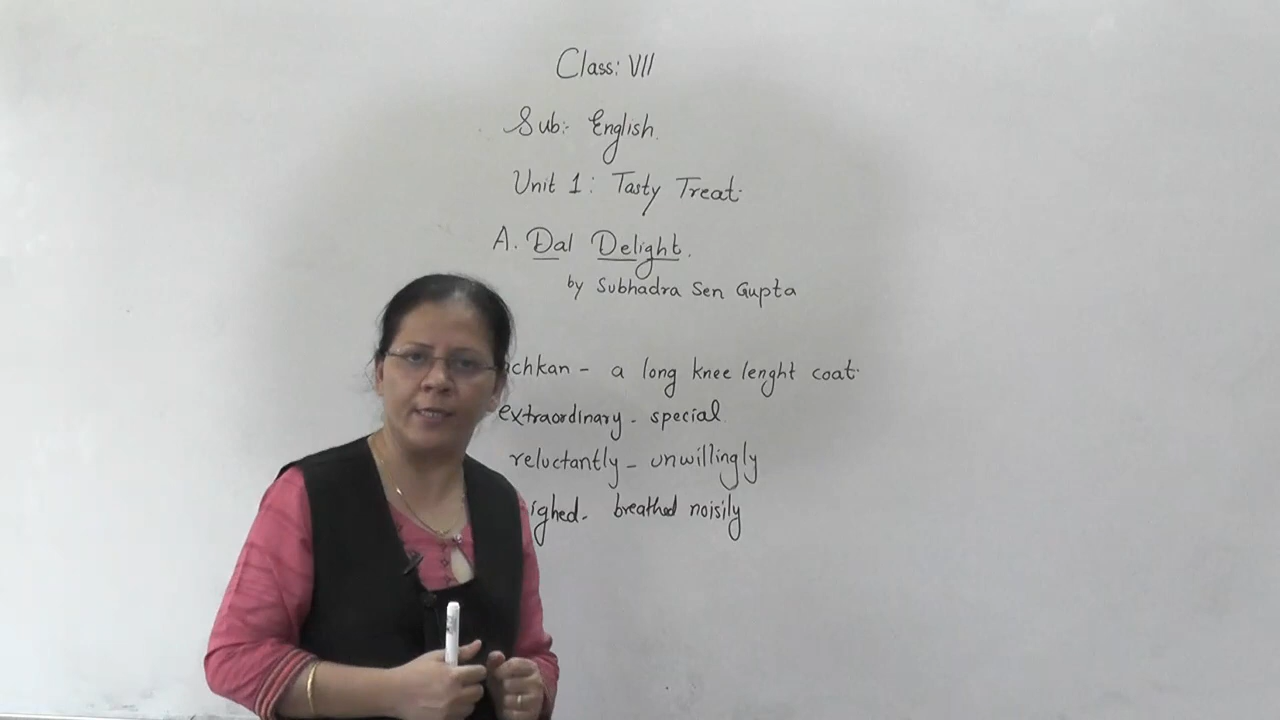 Class: VII
Sub:- English.
Unit 1: Tasty Treat.
A. Dal Delight.
by Subhadra Sen Gupta
achkan - a long knee lenght coat.
extraordinary - special
reluctantly - unwillingly
ighed - breathed noisily